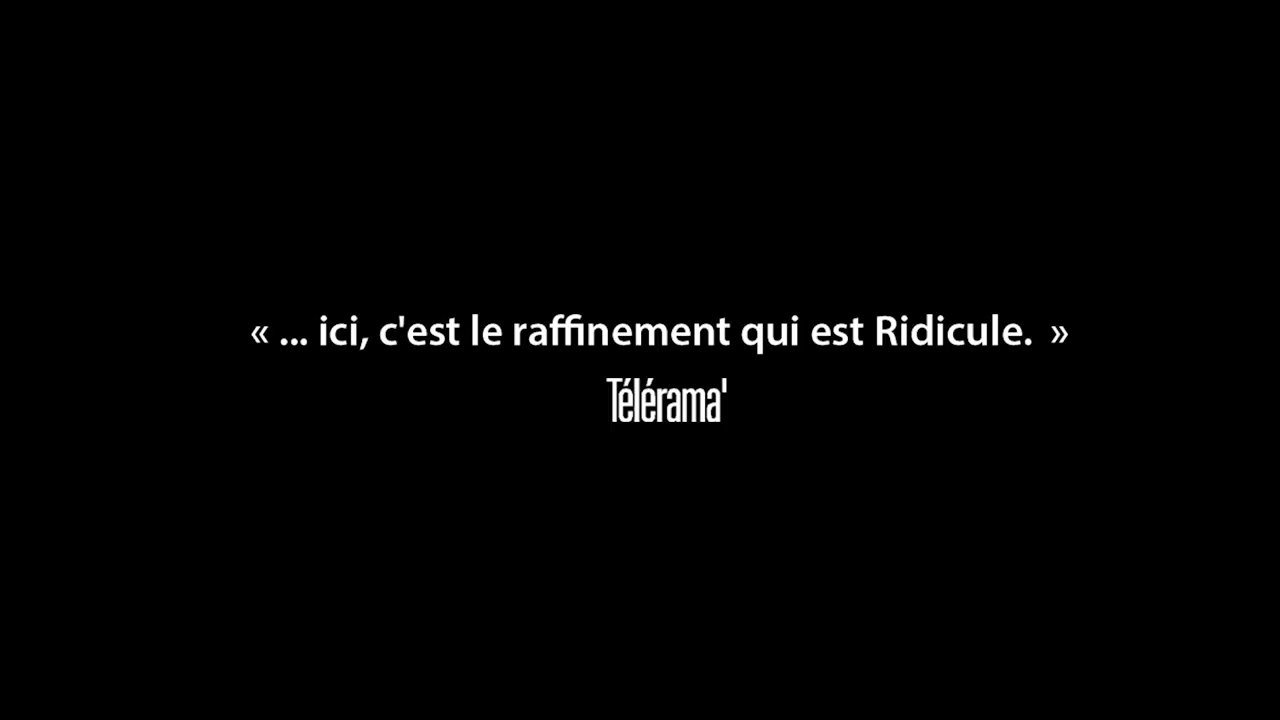 « ... ici, c'est le raffinement qui est Ridicule. »
Télérama'